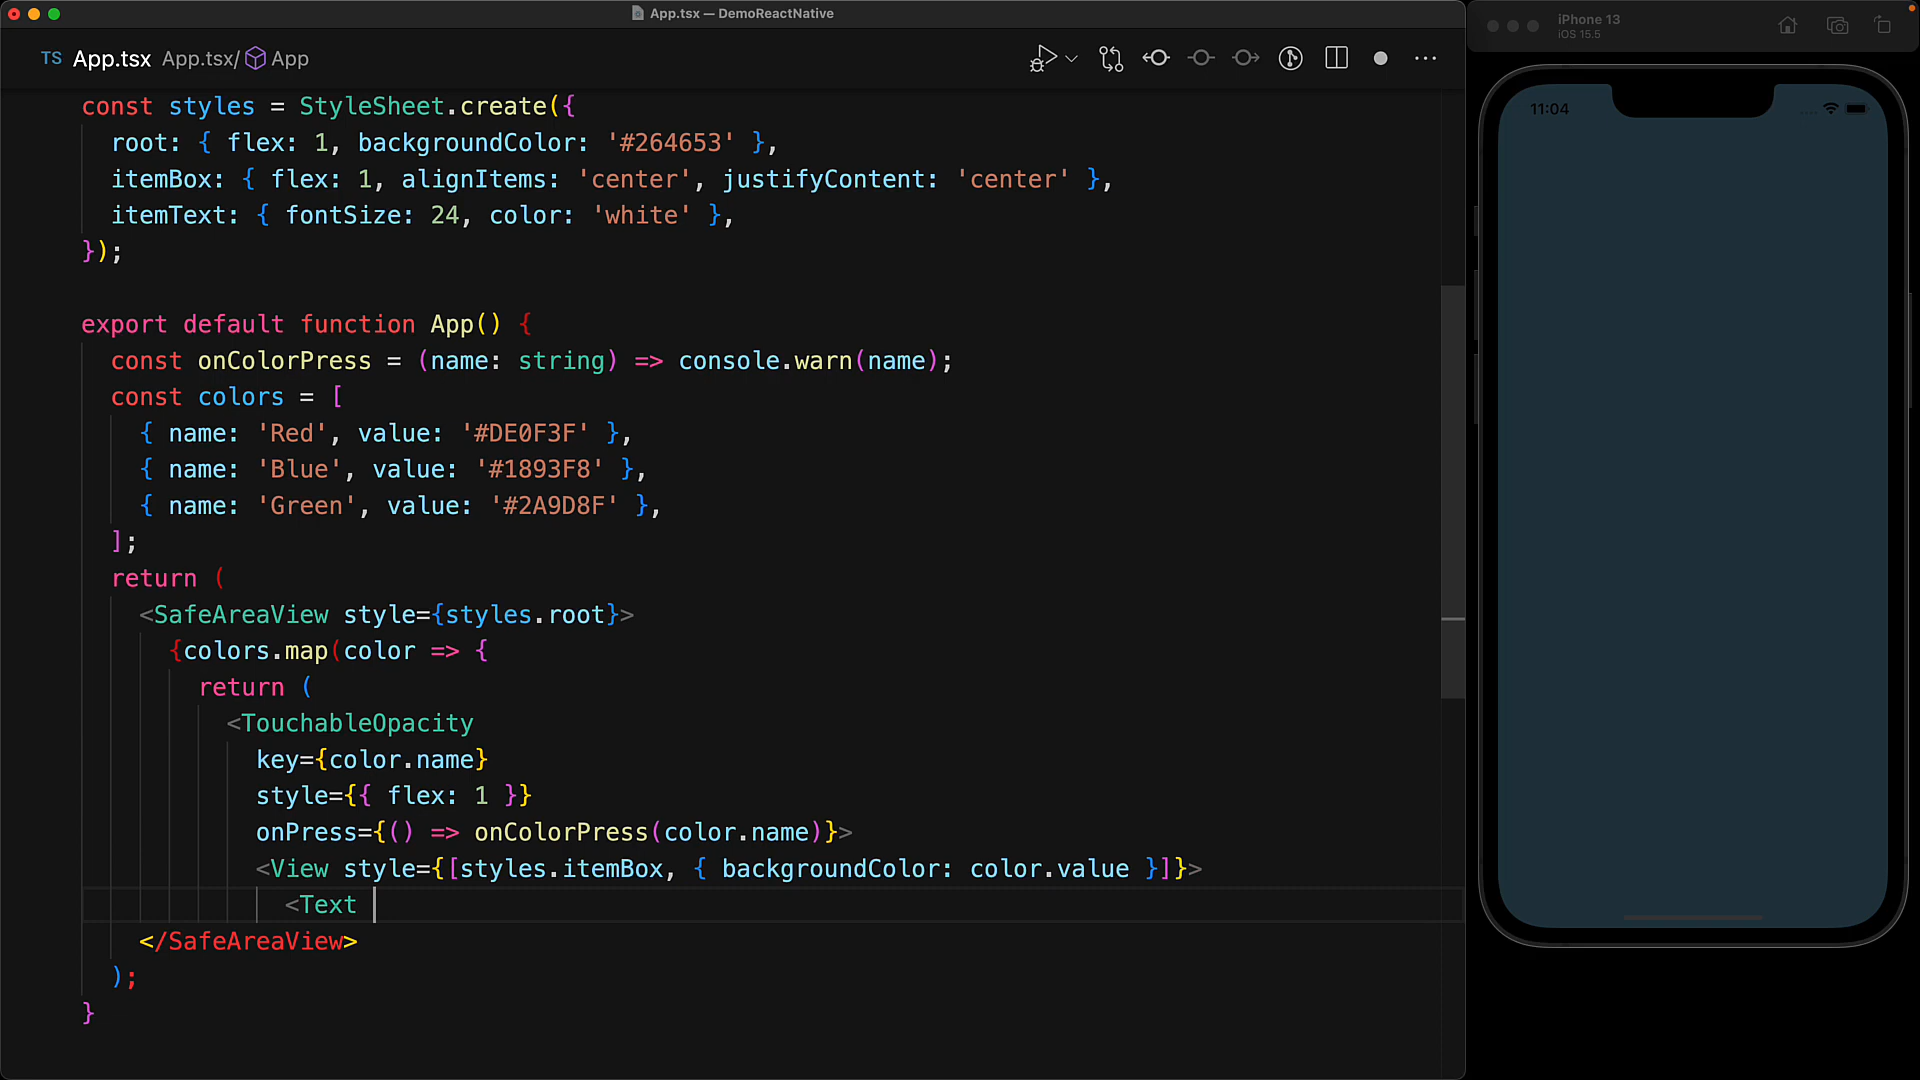 App.tsx — DemoReactNative
TS App.tsx App.tsx/ App
const styles = StyleSheet.create({
  root: { flex: 1, backgroundColor: '#264653' },
  itemBox: { flex: 1, alignItems: 'center', justifyContent: 'center' },
  itemText: { fontSize: 24, color: 'white' },
});
export default function App() {
  const onColorPress = (name: string) => console.warn(name);
  const colors = [
    { name: 'Red', value: '#DE0F3F' },
    { name: 'Blue', value: '#1893F8' },
    { name: 'Green', value: '#2A9D8F' },
  ];
  return (
    <SafeAreaView style={styles.root}>
      {colors.map(color => {
        return (
          <TouchableOpacity
            key={color.name}
            style={{ flex: 1 }}
            onPress={() => onColorPress(color.name)}>
            <View style={[styles.itemBox, { backgroundColor: color.value }]}>
              <Text
    </SafeAreaView>
  );
}
iPhone 13
iOS 15.5
11:04